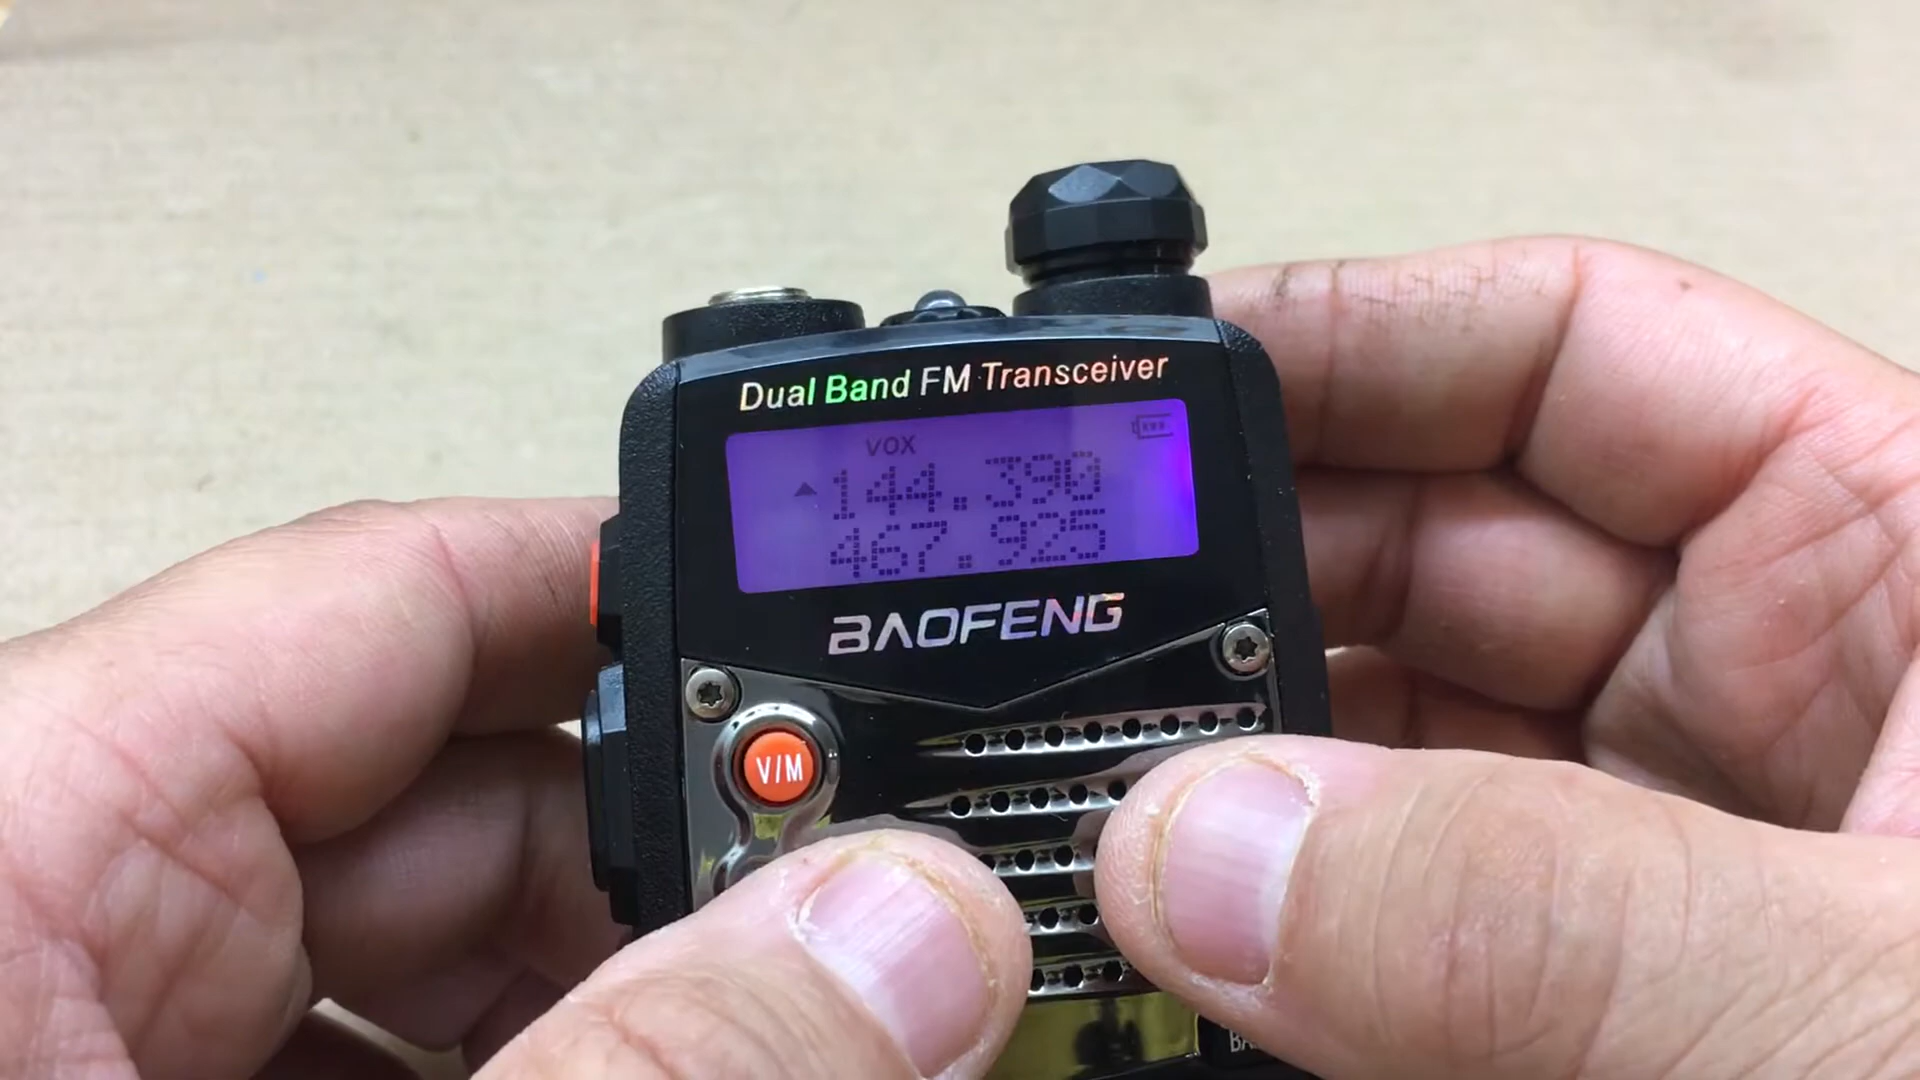 Dual Band FM Transceiver
VOX
144.390
467.925
BAOFENG
V/M